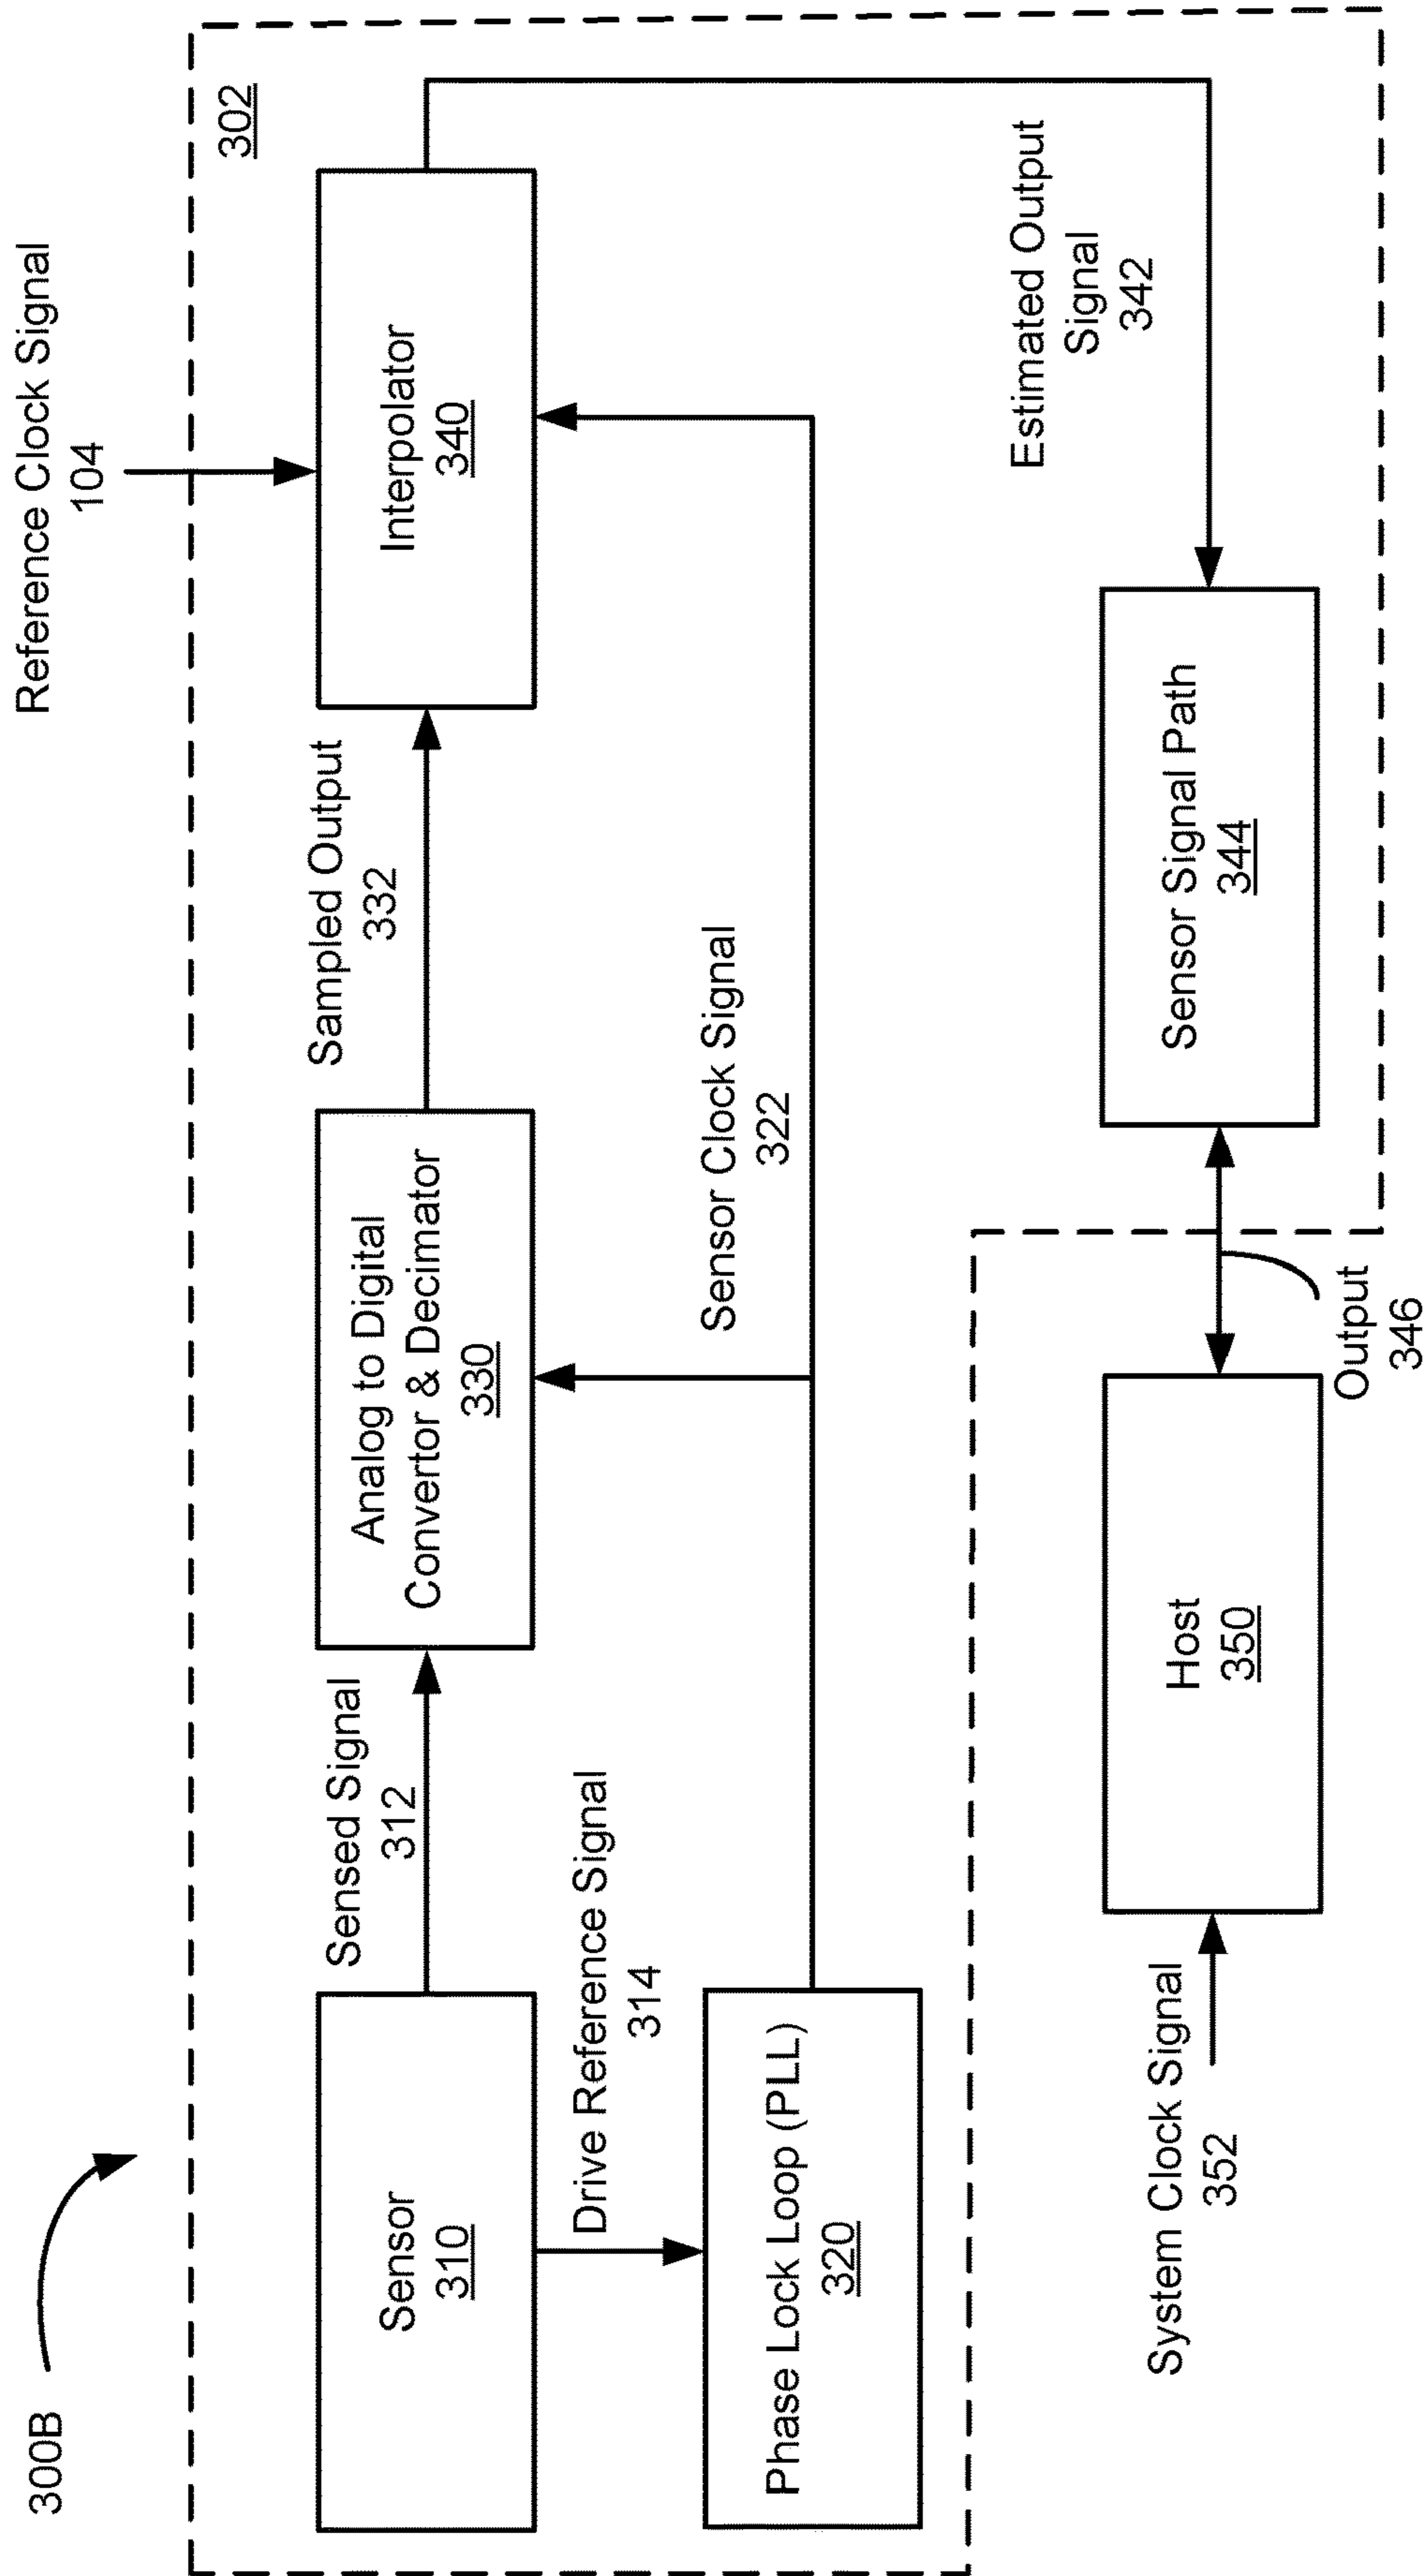 300B
Reference Clock Signal
104
302
Sensor
310
Sensed Signal
312
Analog to Digital
Convertor & Decimator
330
Sampled Output
332
Interpolator
340
Drive Reference Signal
314
Phase Lock Loop (PLL)
320
Sensor Clock Signal
322
Estimated Output
Signal
342
System Clock Signal
352
Host
350
Output
346
Sensor Signal Path
344